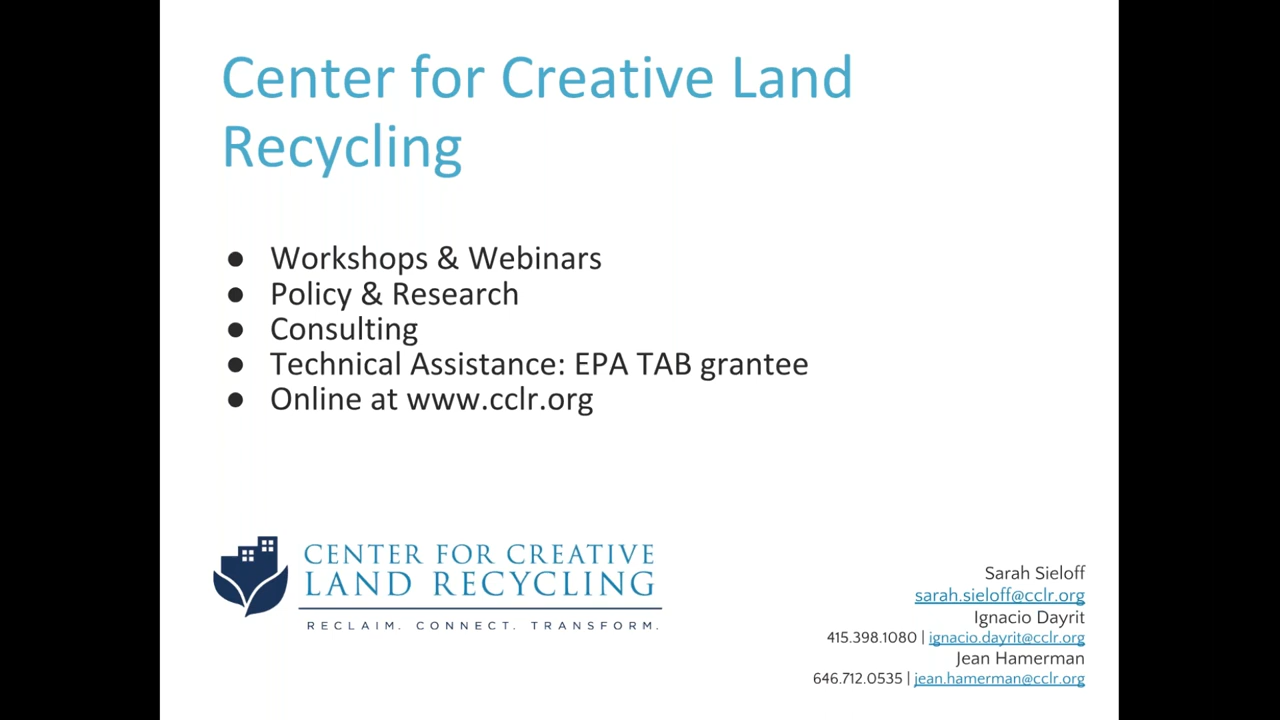 Center for Creative Land
Recycling
● Workshops & Webinars
● Policy & Research
● Consulting
● Technical Assistance: EPA TAB grantee
● Online at www.cclr.org
CENTER FOR CREATIVE
LAND RECYCLING
RECLAIM. CONNECT. TRANSFORM.
Sarah Sieloff
sarah.sieloff@cclr.org
Ignacio Dayrit
415.398.1080 | ignacio.dayrit@cclr.org
Jean Hamerman
646.712.0535 | jean.hamerman@cclr.org